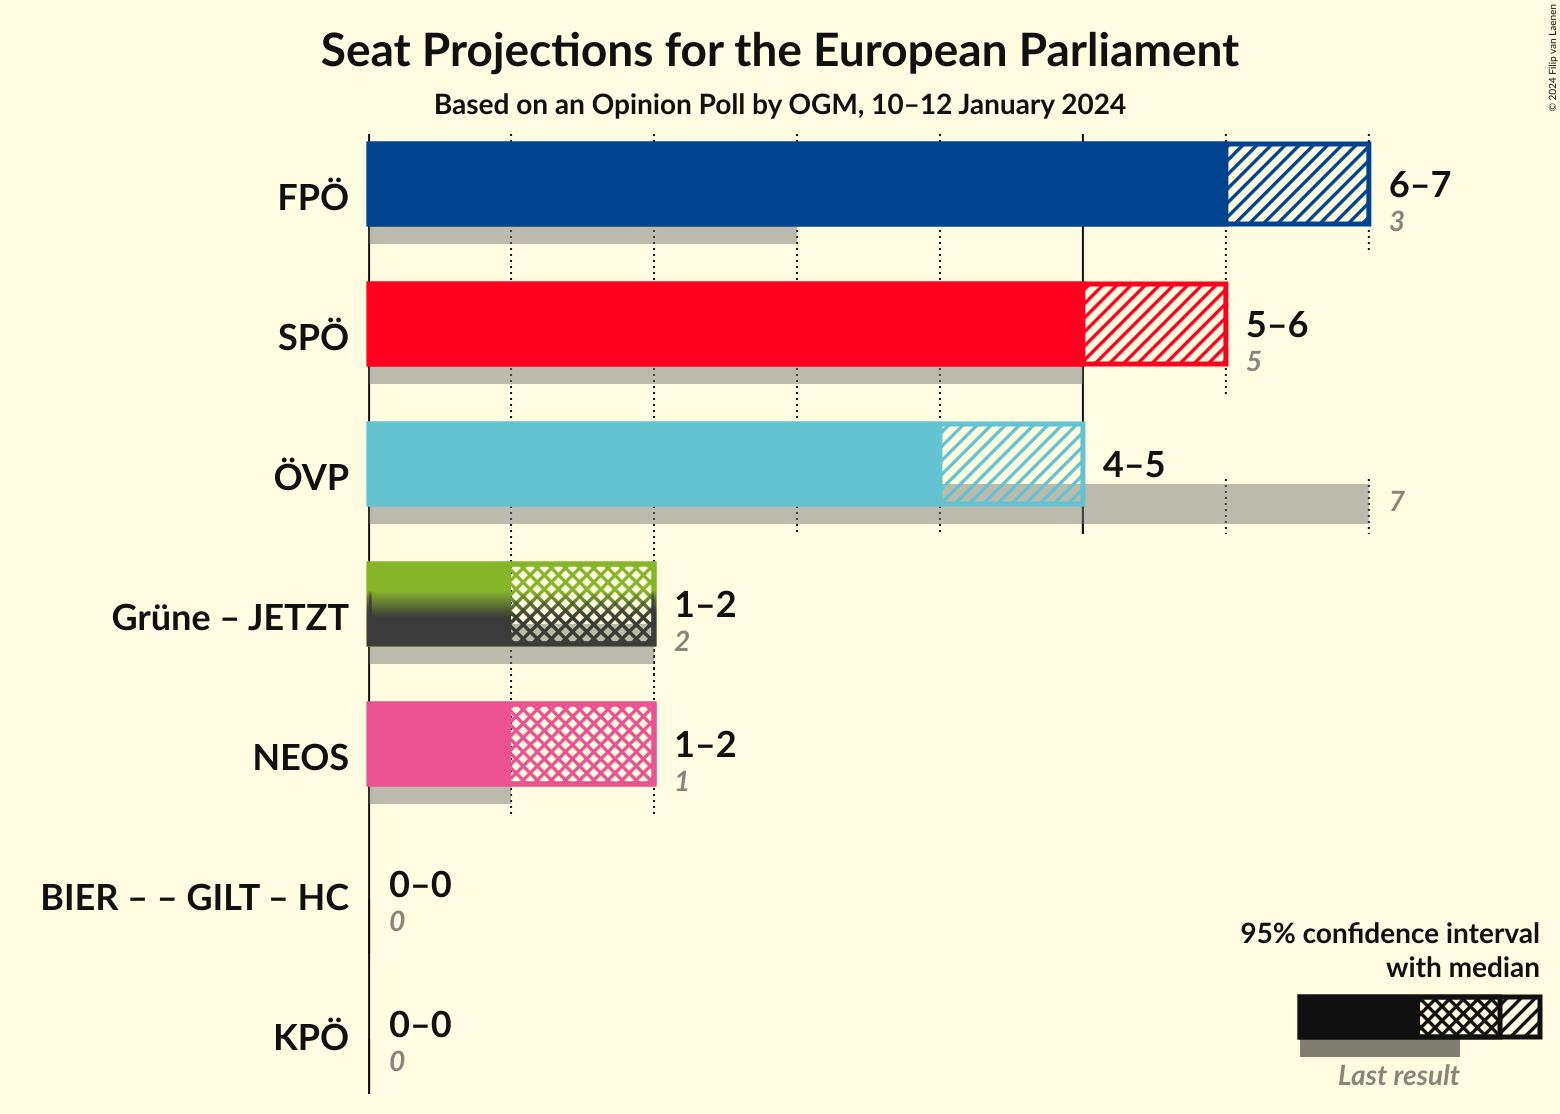 Seat Projections for the European Parliament
Based on an Opinion Poll by OGM, 10–12 January 2024
© 2024 Filip van Laenen
FPÖ
6–7
3
SPÖ
5–6
5
ÖVP
4–5
7
Grüne – JETZT
1–2
2
NEOS
1–2
1
BIER – – GILT – HC
0–0
0
KPÖ
0–0
0
95% confidence interval
with median
Last result